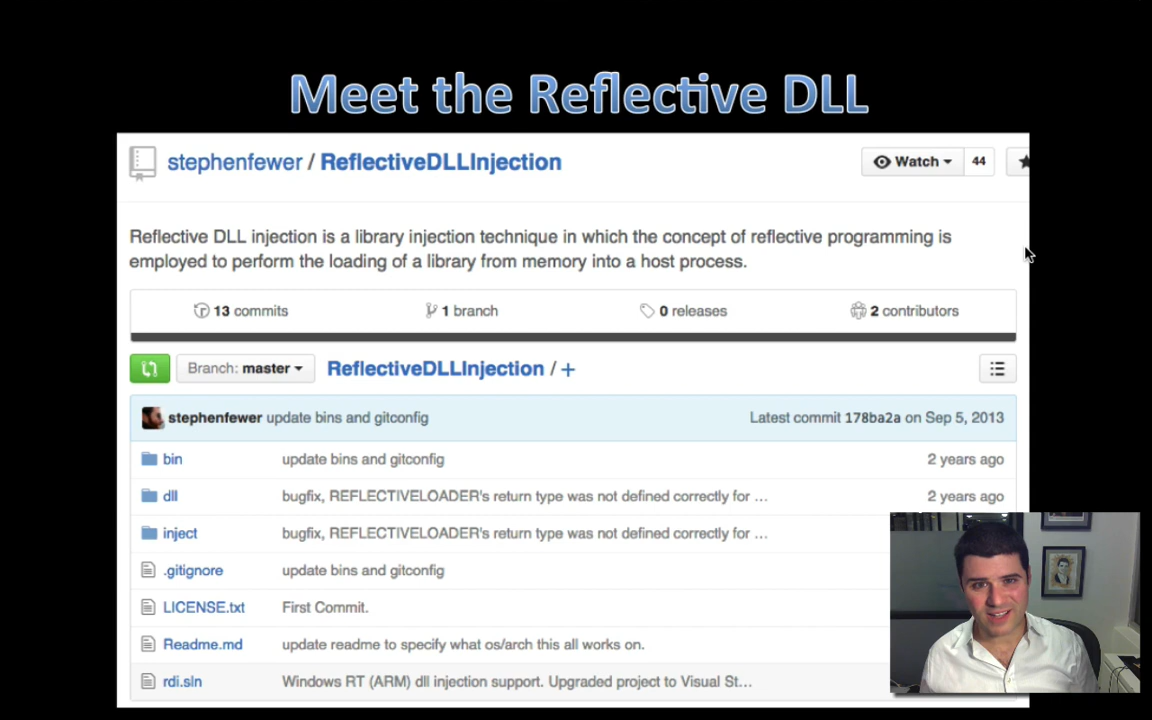 Meet the Reflective DLL
stephenfewer / ReflectiveDLLInjection
Watch 44
Reflective DLL injection is a library injection technique in which the concept of reflective programming is
employed to perform the loading of a library from memory into a host process.
13 commits 1 branch 0 releases 2 contributors
Branch: master ReflectiveDLLInjection / +
stephenfewer update bins and gitconfig Latest commit 178ba2a on Sep 5, 2013
bin update bins and gitconfig 2 years ago
dll bugfix, REFLECTIVELOADER's return type was not defined correctly for ... 2 years ago
inject bugfix, REFLECTIVELOADER's return type was not defined correctly for ...
.gitignore update bins and gitconfig
LICENSE.txt First Commit.
Readme.md update readme to specify what os/arch this all works on.
rdi.sln Windows RT (ARM) dll injection support. Upgraded project to Visual St...